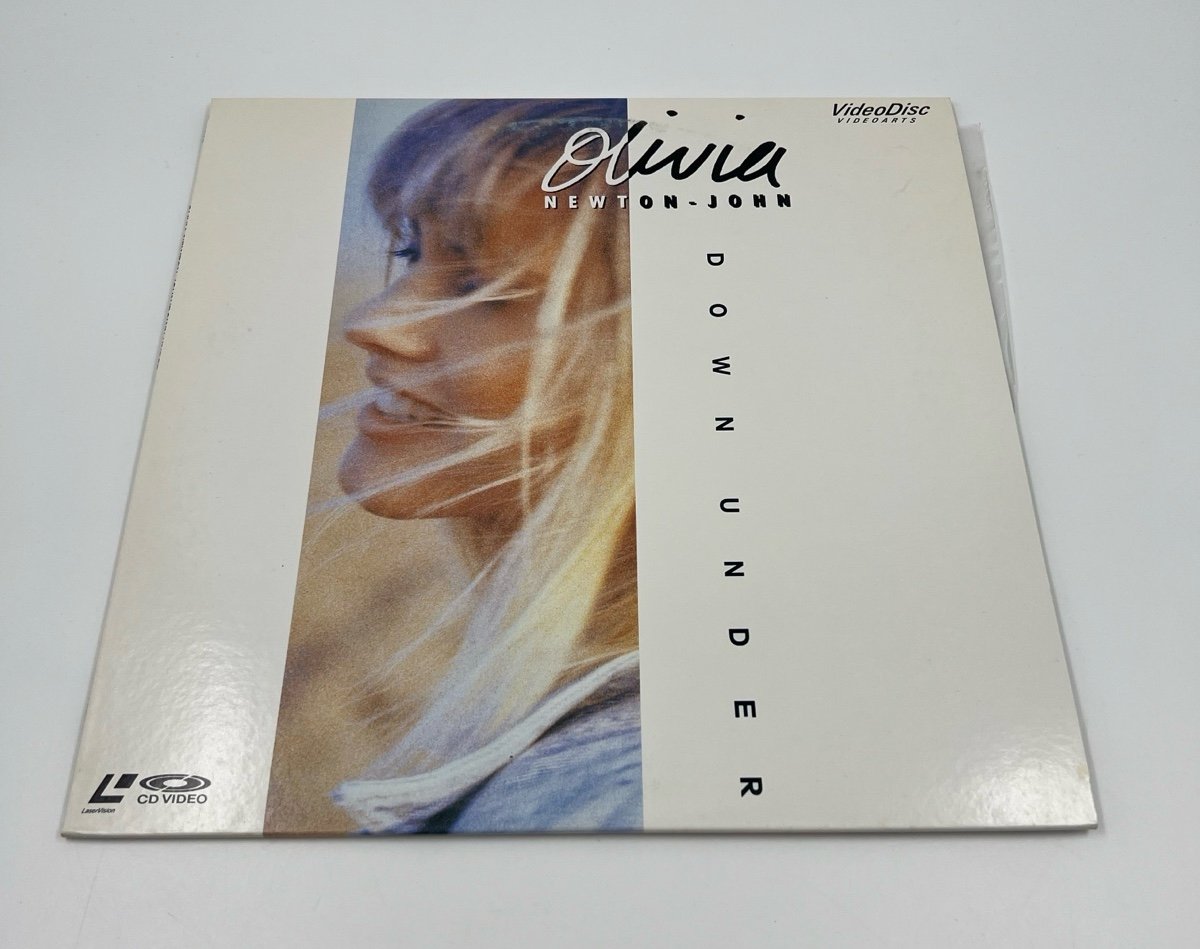 VideoDisc
VIDEOARTS
Olivia
NEWTON-JOHN
DOWN UNDER
LaserVision
CD VIDEO